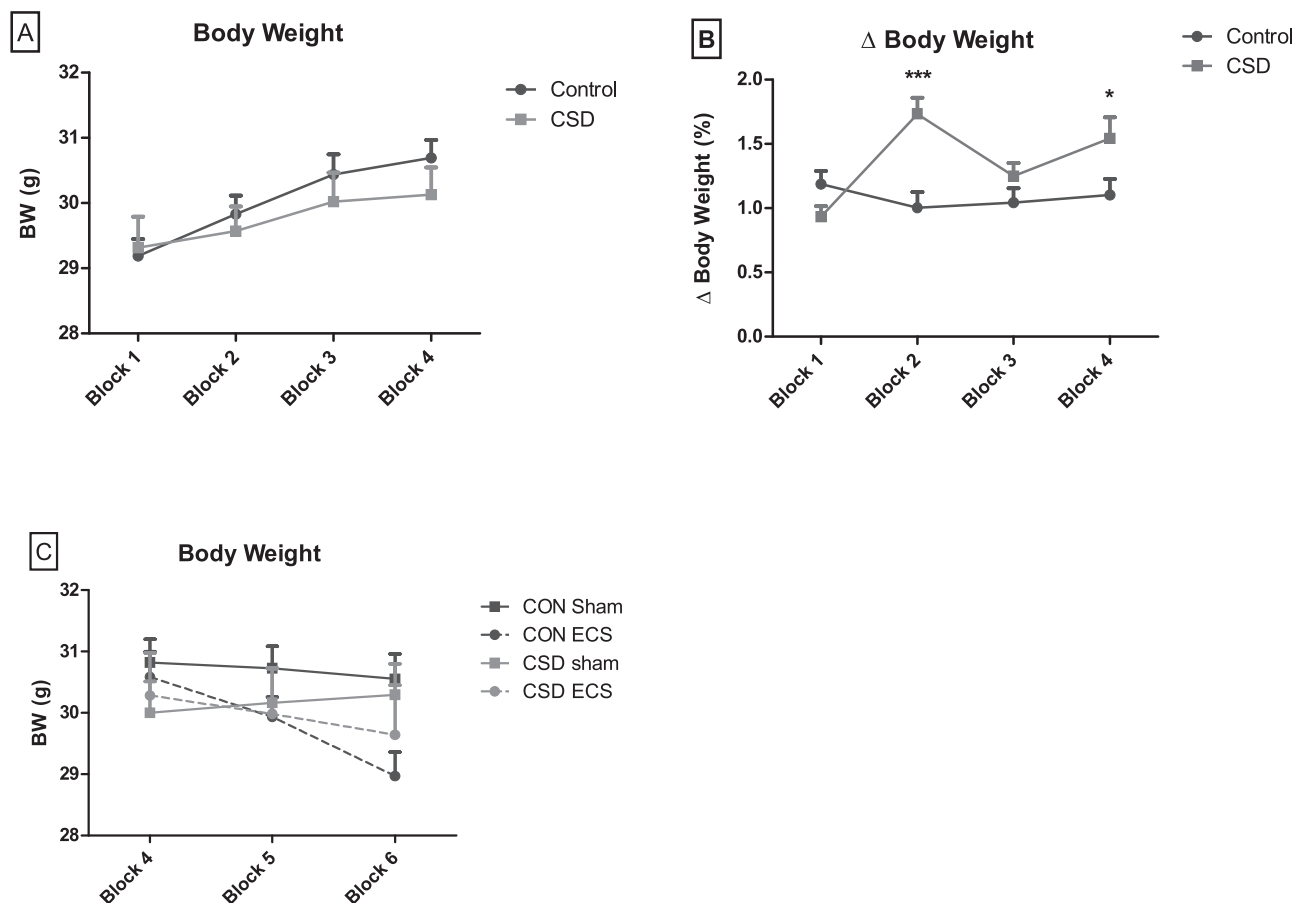 A
Body Weight
32
31
30
29
28
BW (g)
Block 1
Block 2
Block 3
Block 4
Control
CSD
B
Δ Body Weight
Control
CSD
2.0
1.5
1.0
0.5
0.0
Δ Body Weight (%)
***
*
Block 1
Block 2
Block 3
Block 4
C
Body Weight
32
31
30
29
28
BW (g)
Block 4
Block 5
Block 6
CON Sham
CON ECS
CSD sham
CSD ECS